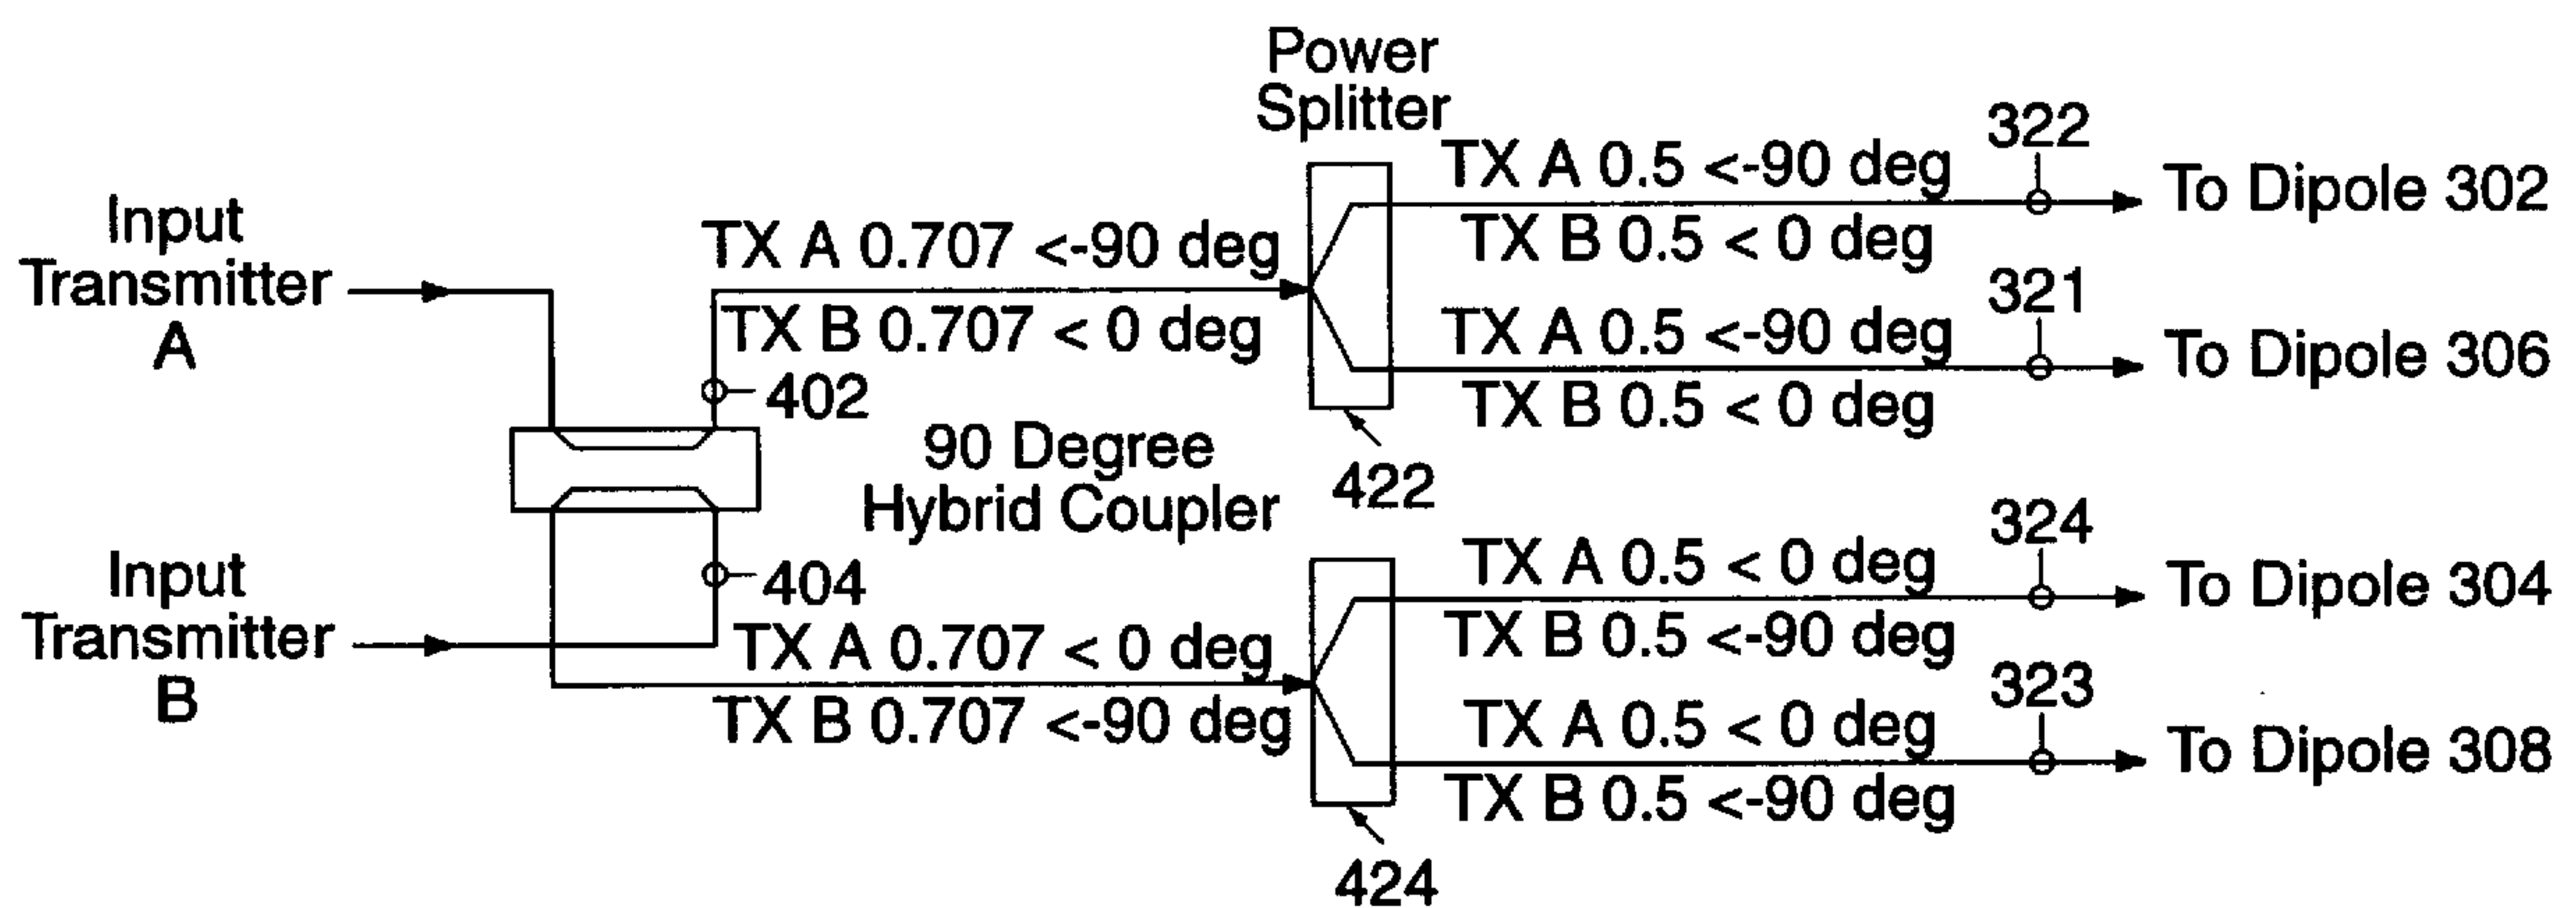 Power
Splitter
322
TX A 0.5 <-90 deg
To Dipole 302
TX B 0.5 < 0 deg
Input
Transmitter
A
TX A 0.707 <-90 deg
TX B 0.707 < 0 deg
321
TX A 0.5 <-90 deg
To Dipole 306
TX B 0.5 < 0 deg
402
90 Degree
Hybrid Coupler
422
404
Input
Transmitter
B
324
TX A 0.5 < 0 deg
To Dipole 304
TX B 0.5 <-90 deg
TX A 0.707 < 0 deg
TX B 0.707 <-90 deg
323
TX A 0.5 < 0 deg
To Dipole 308
TX B 0.5 <-90 deg
424